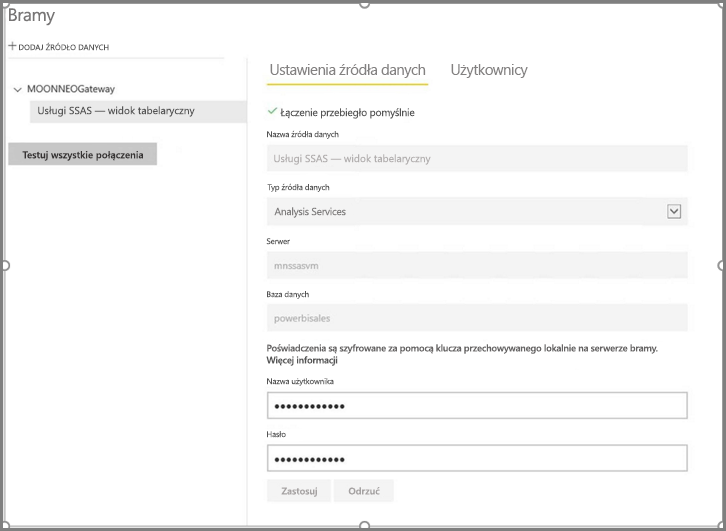 Bramy
+ DODAJ ŹRÓDŁO DANYCH
MOONNEOGateway
Usługi SSAS — widok tabelaryczny
Testuj wszystkie połączenia
Ustawienia źródła danych
Użytkownicy
Łączenie przebiegło pomyślnie
Nazwa źródła danych
Usługi SSAS — widok tabelaryczny
Typ źródła danych
Analysis Services
Serwer
mnssasvm
Baza danych
powerbisales
Poświadczenia są szyfrowane za pomocą klucza przechowywanego lokalnie na serwerze bramy.
Więcej informacji
Nazwa użytkownika
●●●●●●●●●●●●
Hasło
●●●●●●●●●●●●
Zastosuj
Odrzuć